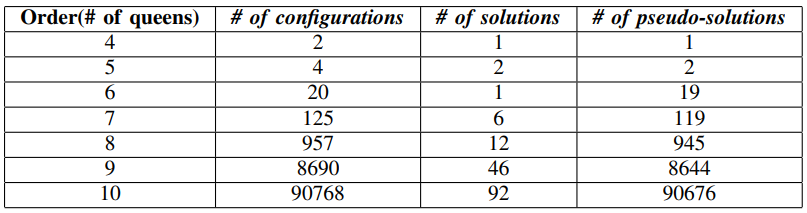 Order(# of queens) # of configurations # of solutions # of pseudo-solutions
4 2 1 1
5 4 2 2
6 20 1 19
7 125 6 119
8 957 12 945
9 8690 46 8644
10 90768 92 90676